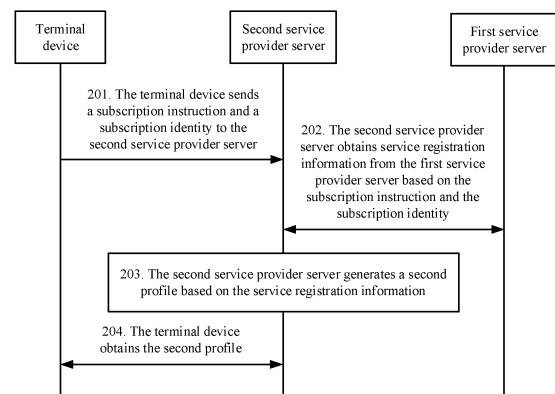 Terminal
device
Second service
provider server
First service
provider server
201. The terminal device sends
a subscription instruction and a
subscription identity to the
second service provider server
202. The second service provider
server obtains service registration
information from the first service
provider server based on the
subscription instruction and the
subscription identity
203. The second service provider server generates a second
profile based on the service registration information
204. The terminal device
obtains the second profile